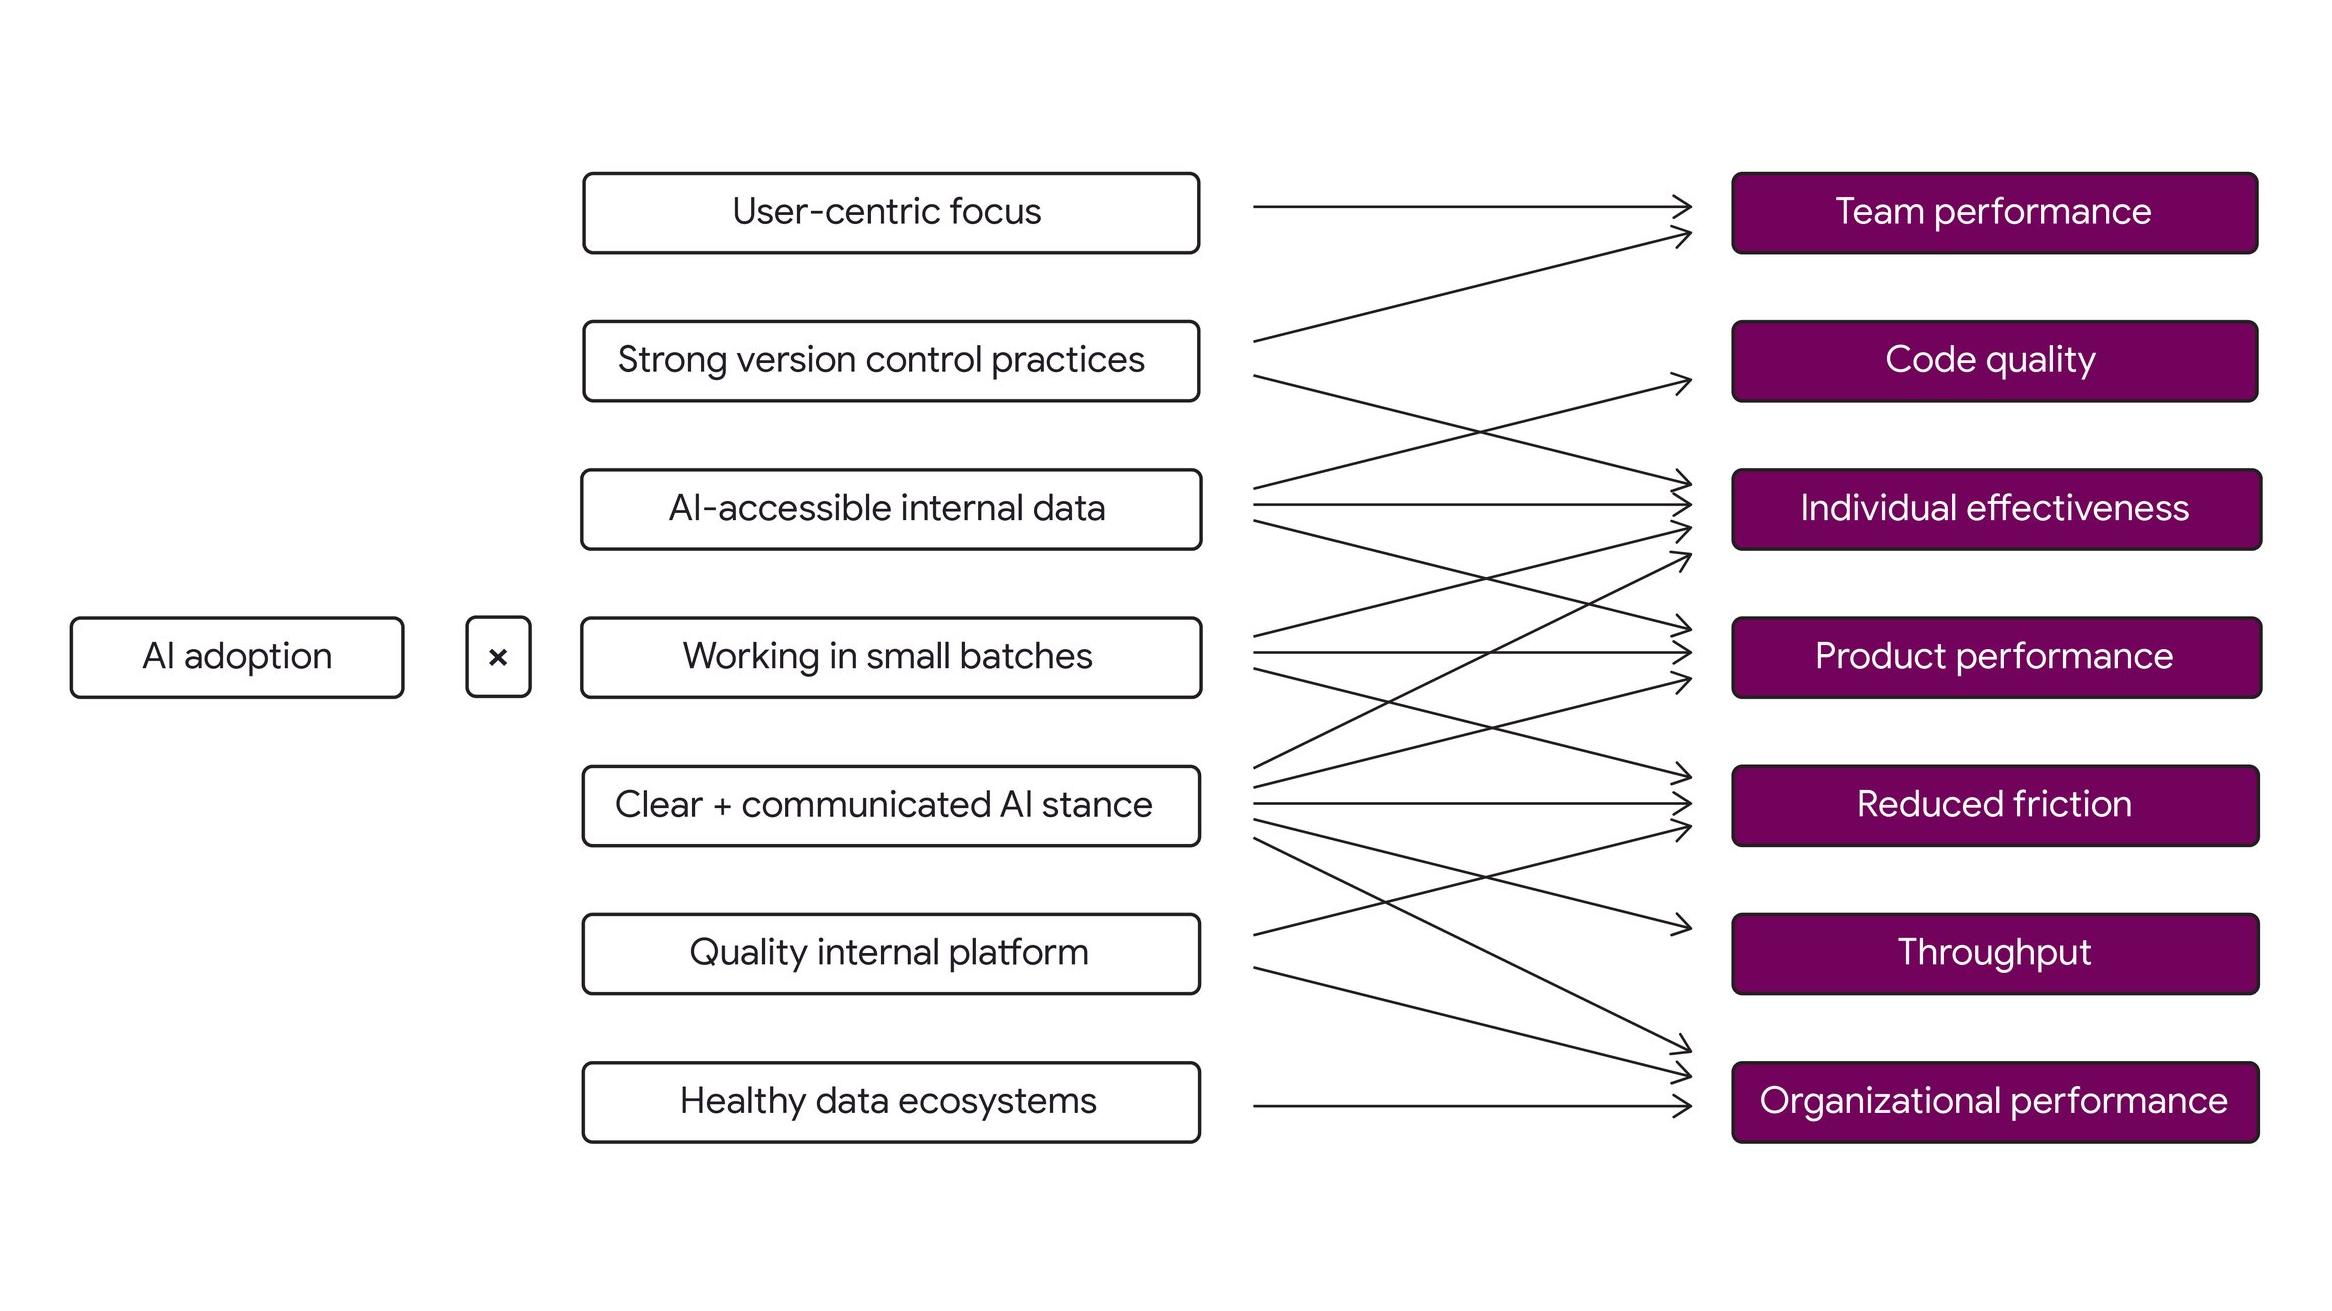 User-centric focus
Team performance
Strong version control practices
Code quality
AI-accessible internal data
Individual effectiveness
AI adoption
×
Working in small batches
Product performance
Clear + communicated AI stance
Reduced friction
Quality internal platform
Throughput
Healthy data ecosystems
Organizational performance